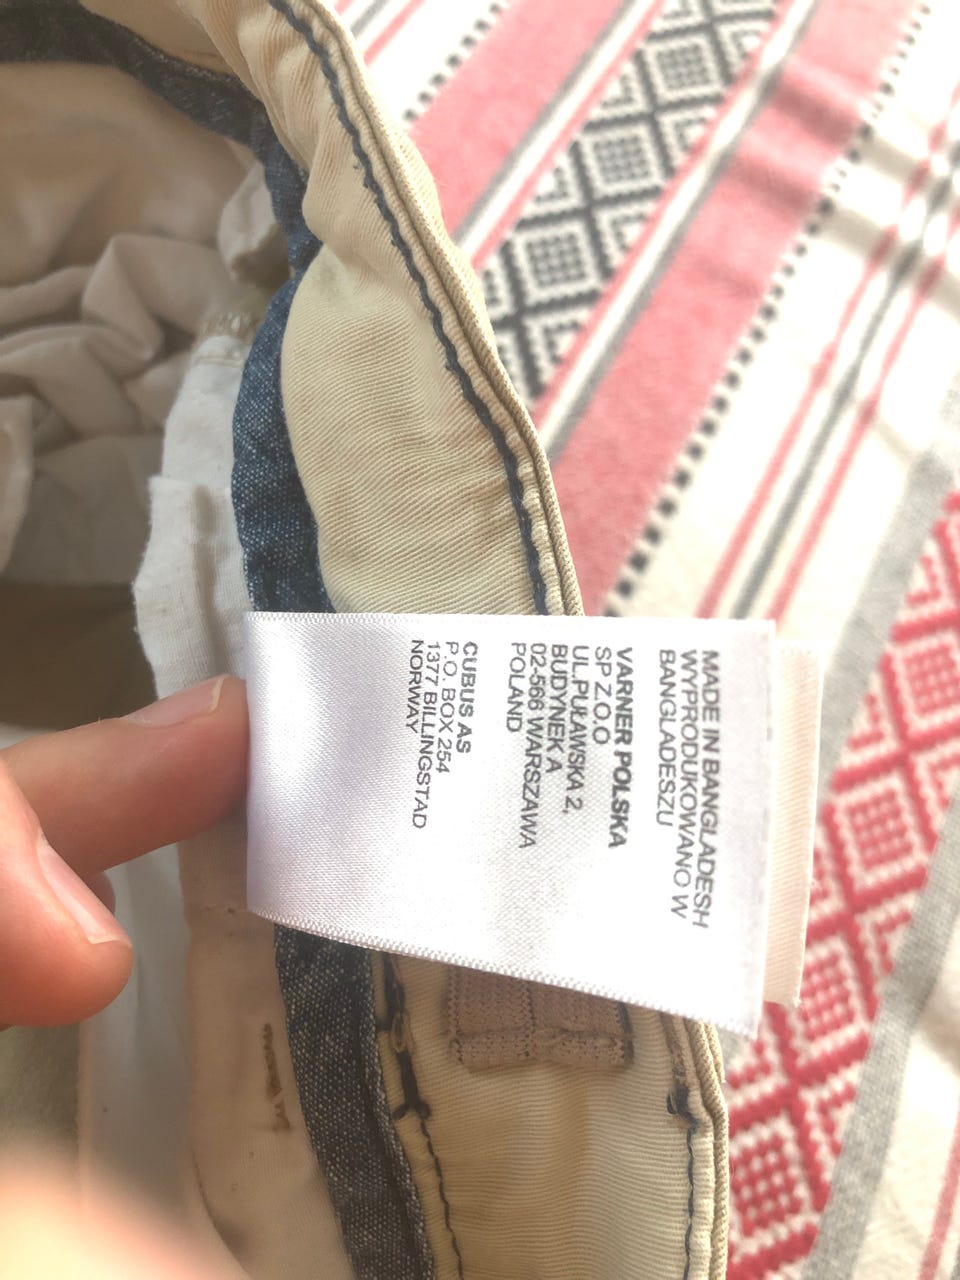 MADE IN BANGLADESH
WYPRODUKOWANO W
BANGLADESZU
VARNER POLSKA
SP Z.O.O
UL.PUŁAWSKA 2,
BUDYNEK A
02-566 WARSZAWA
POLAND
CUBUS AS
P.O. BOX 254
1377 BILLINGSTAD
NORWAY